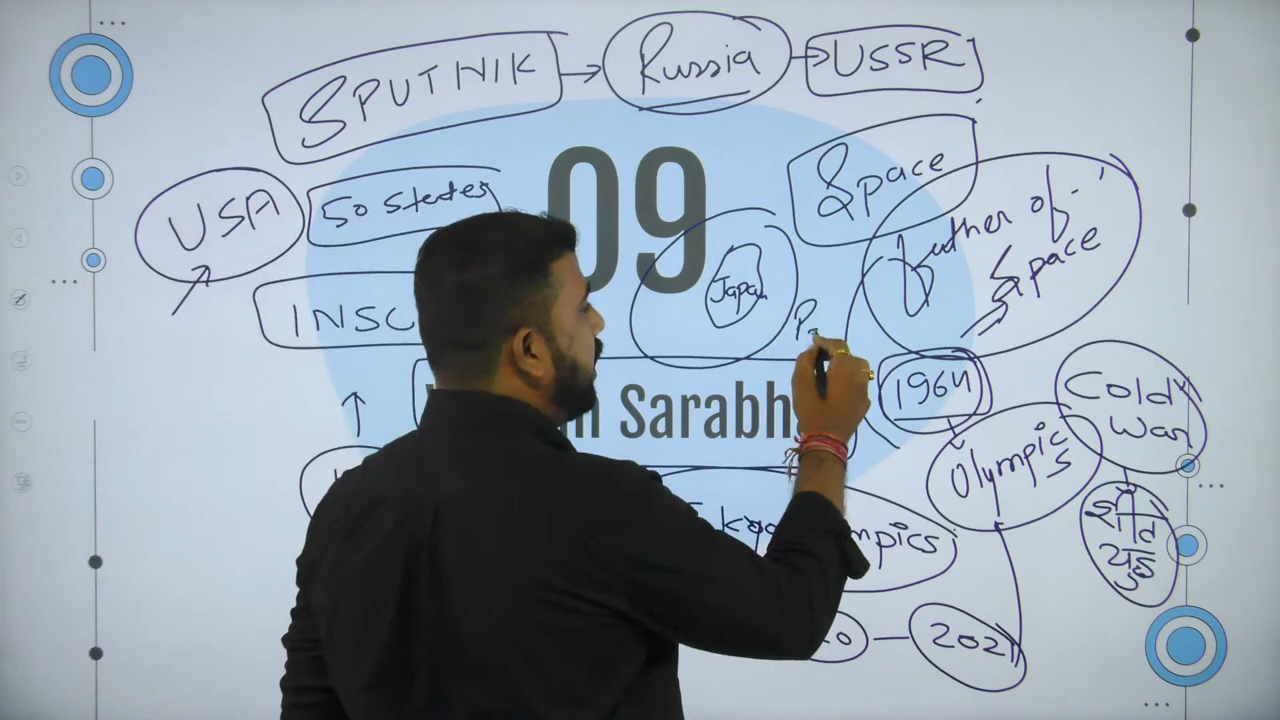 SPUTNIK → Russia → USSR
09
Space
USA
50 States
father of
Space
Japan
INSC
Sarabh
1964
Cold
War
Olympics
शीत
युद्ध
mpics
2021